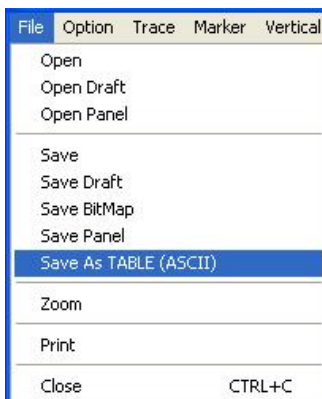 File Option Trace Marker Vertical
Open
Open Draft
Open Panel
Save
Save Draft
Save BitMap
Save Panel
Save As TABLE (ASCII)
Zoom
Print
Close CTRL+C